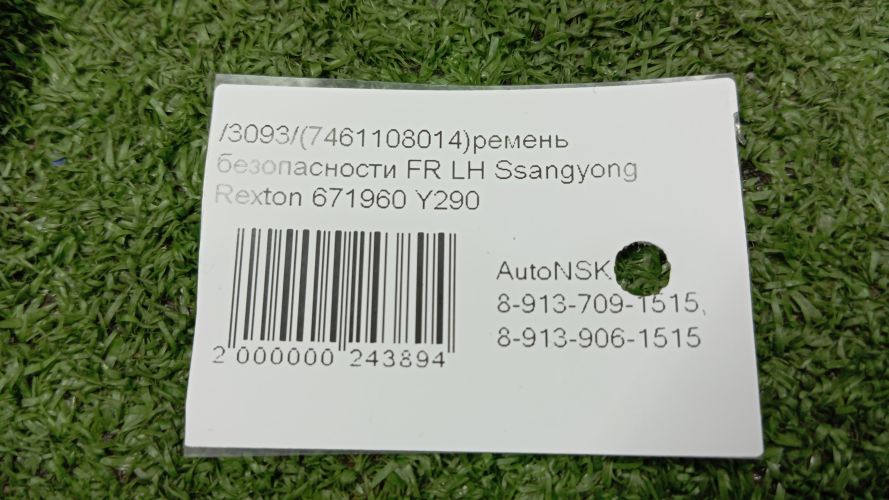 /3093/(7461108014)ремень
безопасности FR LH Ssangyong
Rexton 671960 Y290
AutoNSK
8-913-709-1515,
8-913-906-1515
2 000000 243894